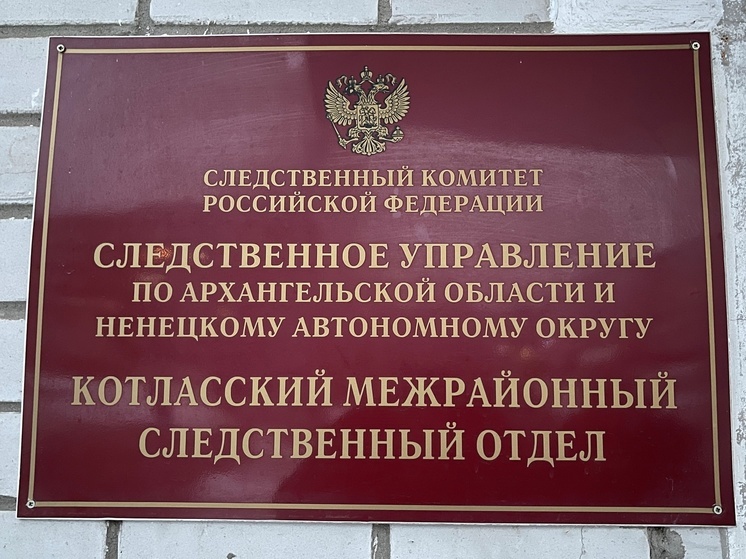 СЛЕДСТВЕННЫЙ КОМИТЕТ
РОССИЙСКОЙ ФЕДЕРАЦИИ
СЛЕДСТВЕННОЕ УПРАВЛЕНИЕ
ПО АРХАНГЕЛЬСКОЙ ОБЛАСТИ И
НЕНЕЦКОМУ АВТОНОМНОМУ ОКРУГУ
КОТЛАССКИЙ МЕЖРАЙОННЫЙ
СЛЕДСТВЕННЫЙ ОТДЕЛ